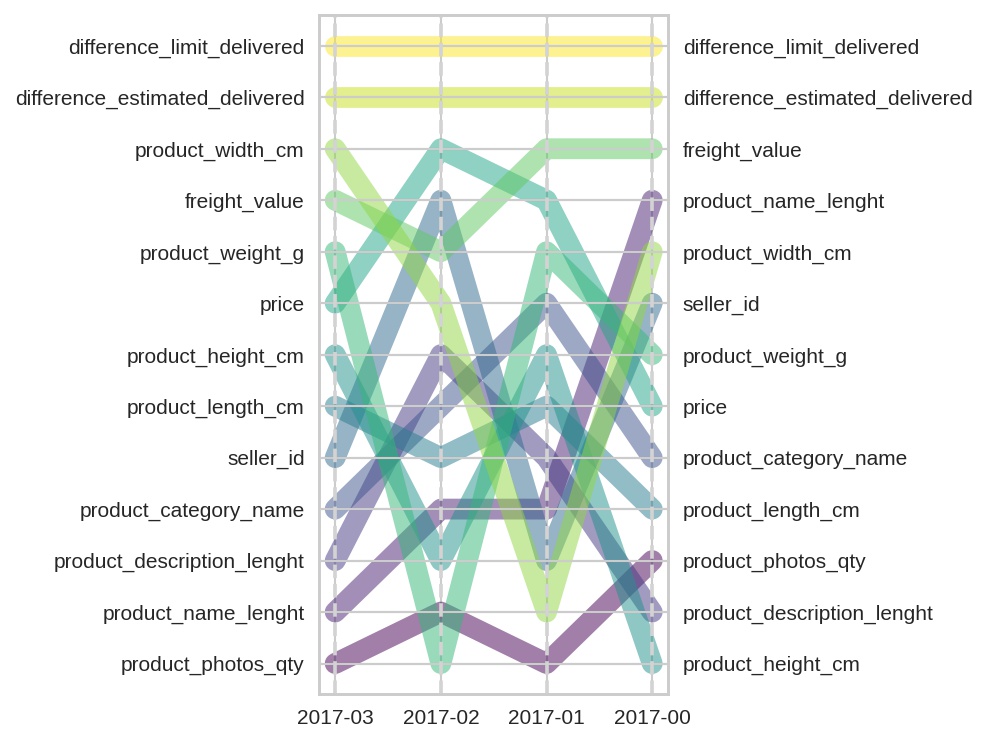 difference_limit_delivered
difference_limit_delivered
difference_estimated_delivered
difference_estimated_delivered
product_width_cm
freight_value
freight_value
product_name_lenght
product_weight_g
product_width_cm
price
seller_id
product_height_cm
product_weight_g
product_length_cm
price
seller_id
product_category_name
product_category_name
product_length_cm
product_description_lenght
product_photos_qty
product_name_lenght
product_description_lenght
product_photos_qty
product_height_cm
2017-03 2017-02 2017-01 2017-00